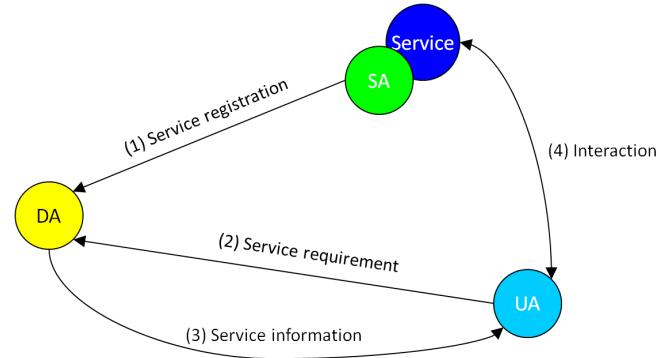 Service
SA
(1) Service registration
(4) Interaction
DA
(2) Service requirement
UA
(3) Service information